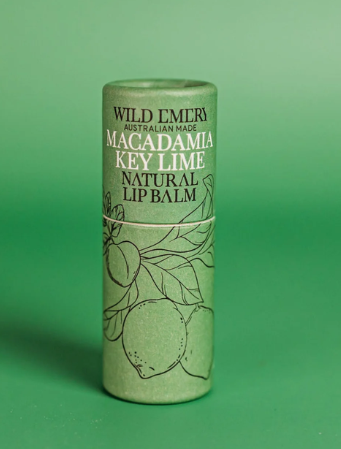 WILD EMERY
AUSTRALIAN MADE
MACADAMIA
KEY LIME
NATURAL
LIP BALM